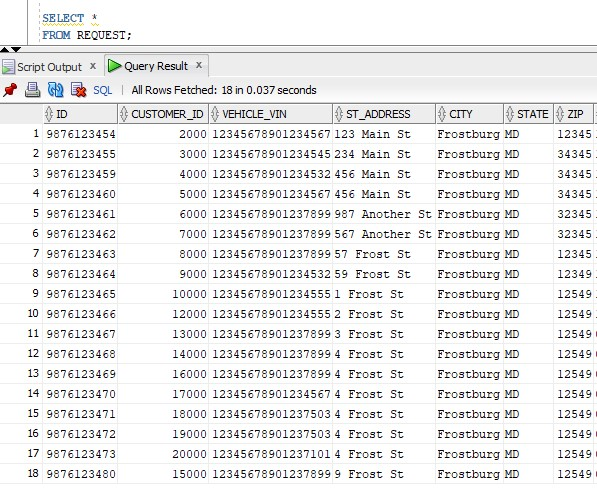 SELECT *
FROM REQUEST;
Script Output x Query Result x
SQL | All Rows Fetched: 18 in 0.037 seconds
ID CUSTOMER_ID VEHICLE_VIN ST_ADDRESS CITY STATE ZIP
1 9876123454 2000 12345678901234567 123 Main St Frostburg MD 12345
2 9876123455 3000 12345678901234545 234 Main St Frostburg MD 34345
3 9876123459 4000 12345678901234532 456 Main St Frostburg MD 34345
4 9876123460 5000 12345678901234567 456 Main St Frostburg MD 34345
5 9876123461 6000 12345678901237899 987 Another St Frostburg MD 32345
6 9876123462 7000 12345678901237899 567 Another St Frostburg MD 32345
7 9876123463 8000 12345678901237899 57 Frost St Frostburg MD 12345
8 9876123464 9000 12345678901234532 59 Frost St Frostburg MD 12349
9 9876123465 10000 12345678901234555 1 Frost St Frostburg MD 12549
10 9876123466 12000 12345678901234555 2 Frost St Frostburg MD 12549
11 9876123467 13000 12345678901237899 3 Frost St Frostburg MD 12549
12 9876123468 14000 12345678901237899 4 Frost St Frostburg MD 12549
13 9876123469 16000 12345678901237899 4 Frost St Frostburg MD 12549
14 9876123470 17000 12345678901234567 4 Frost St Frostburg MD 12549
15 9876123471 18000 12345678901237503 4 Frost St Frostburg MD 12549
16 9876123472 19000 12345678901237503 4 Frost St Frostburg MD 12549
17 9876123473 20000 12345678901237101 4 Frost St Frostburg MD 12549
18 9876123480 15000 12345678901237899 9 Frost St Frostburg MD 12549